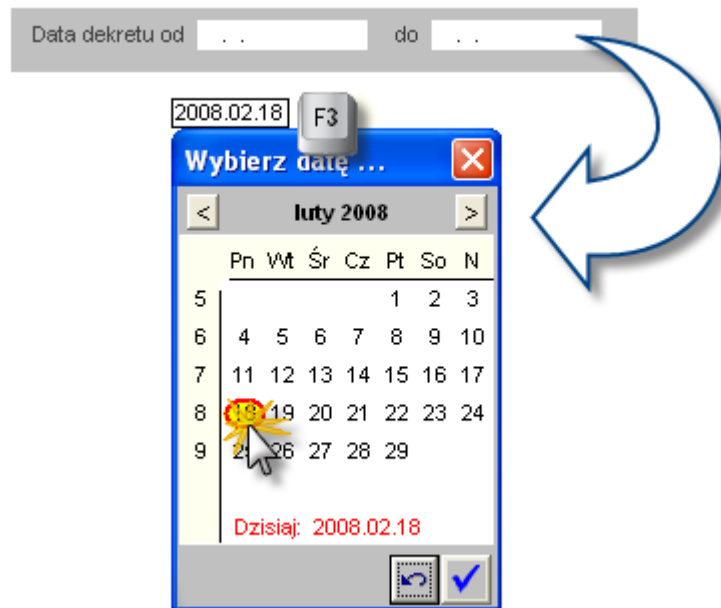 Data dekretu od . . do . .
2008.02.18 F3
Wybierz datę ...
< luty 2008 >
Pn Wt Śr Cz Pt So N
5 1 2 3
6 4 5 6 7 8 9 10
7 11 12 13 14 15 16 17
8 18 19 20 21 22 23 24
9 25 26 27 28 29
Dzisiaj: 2008.02.18